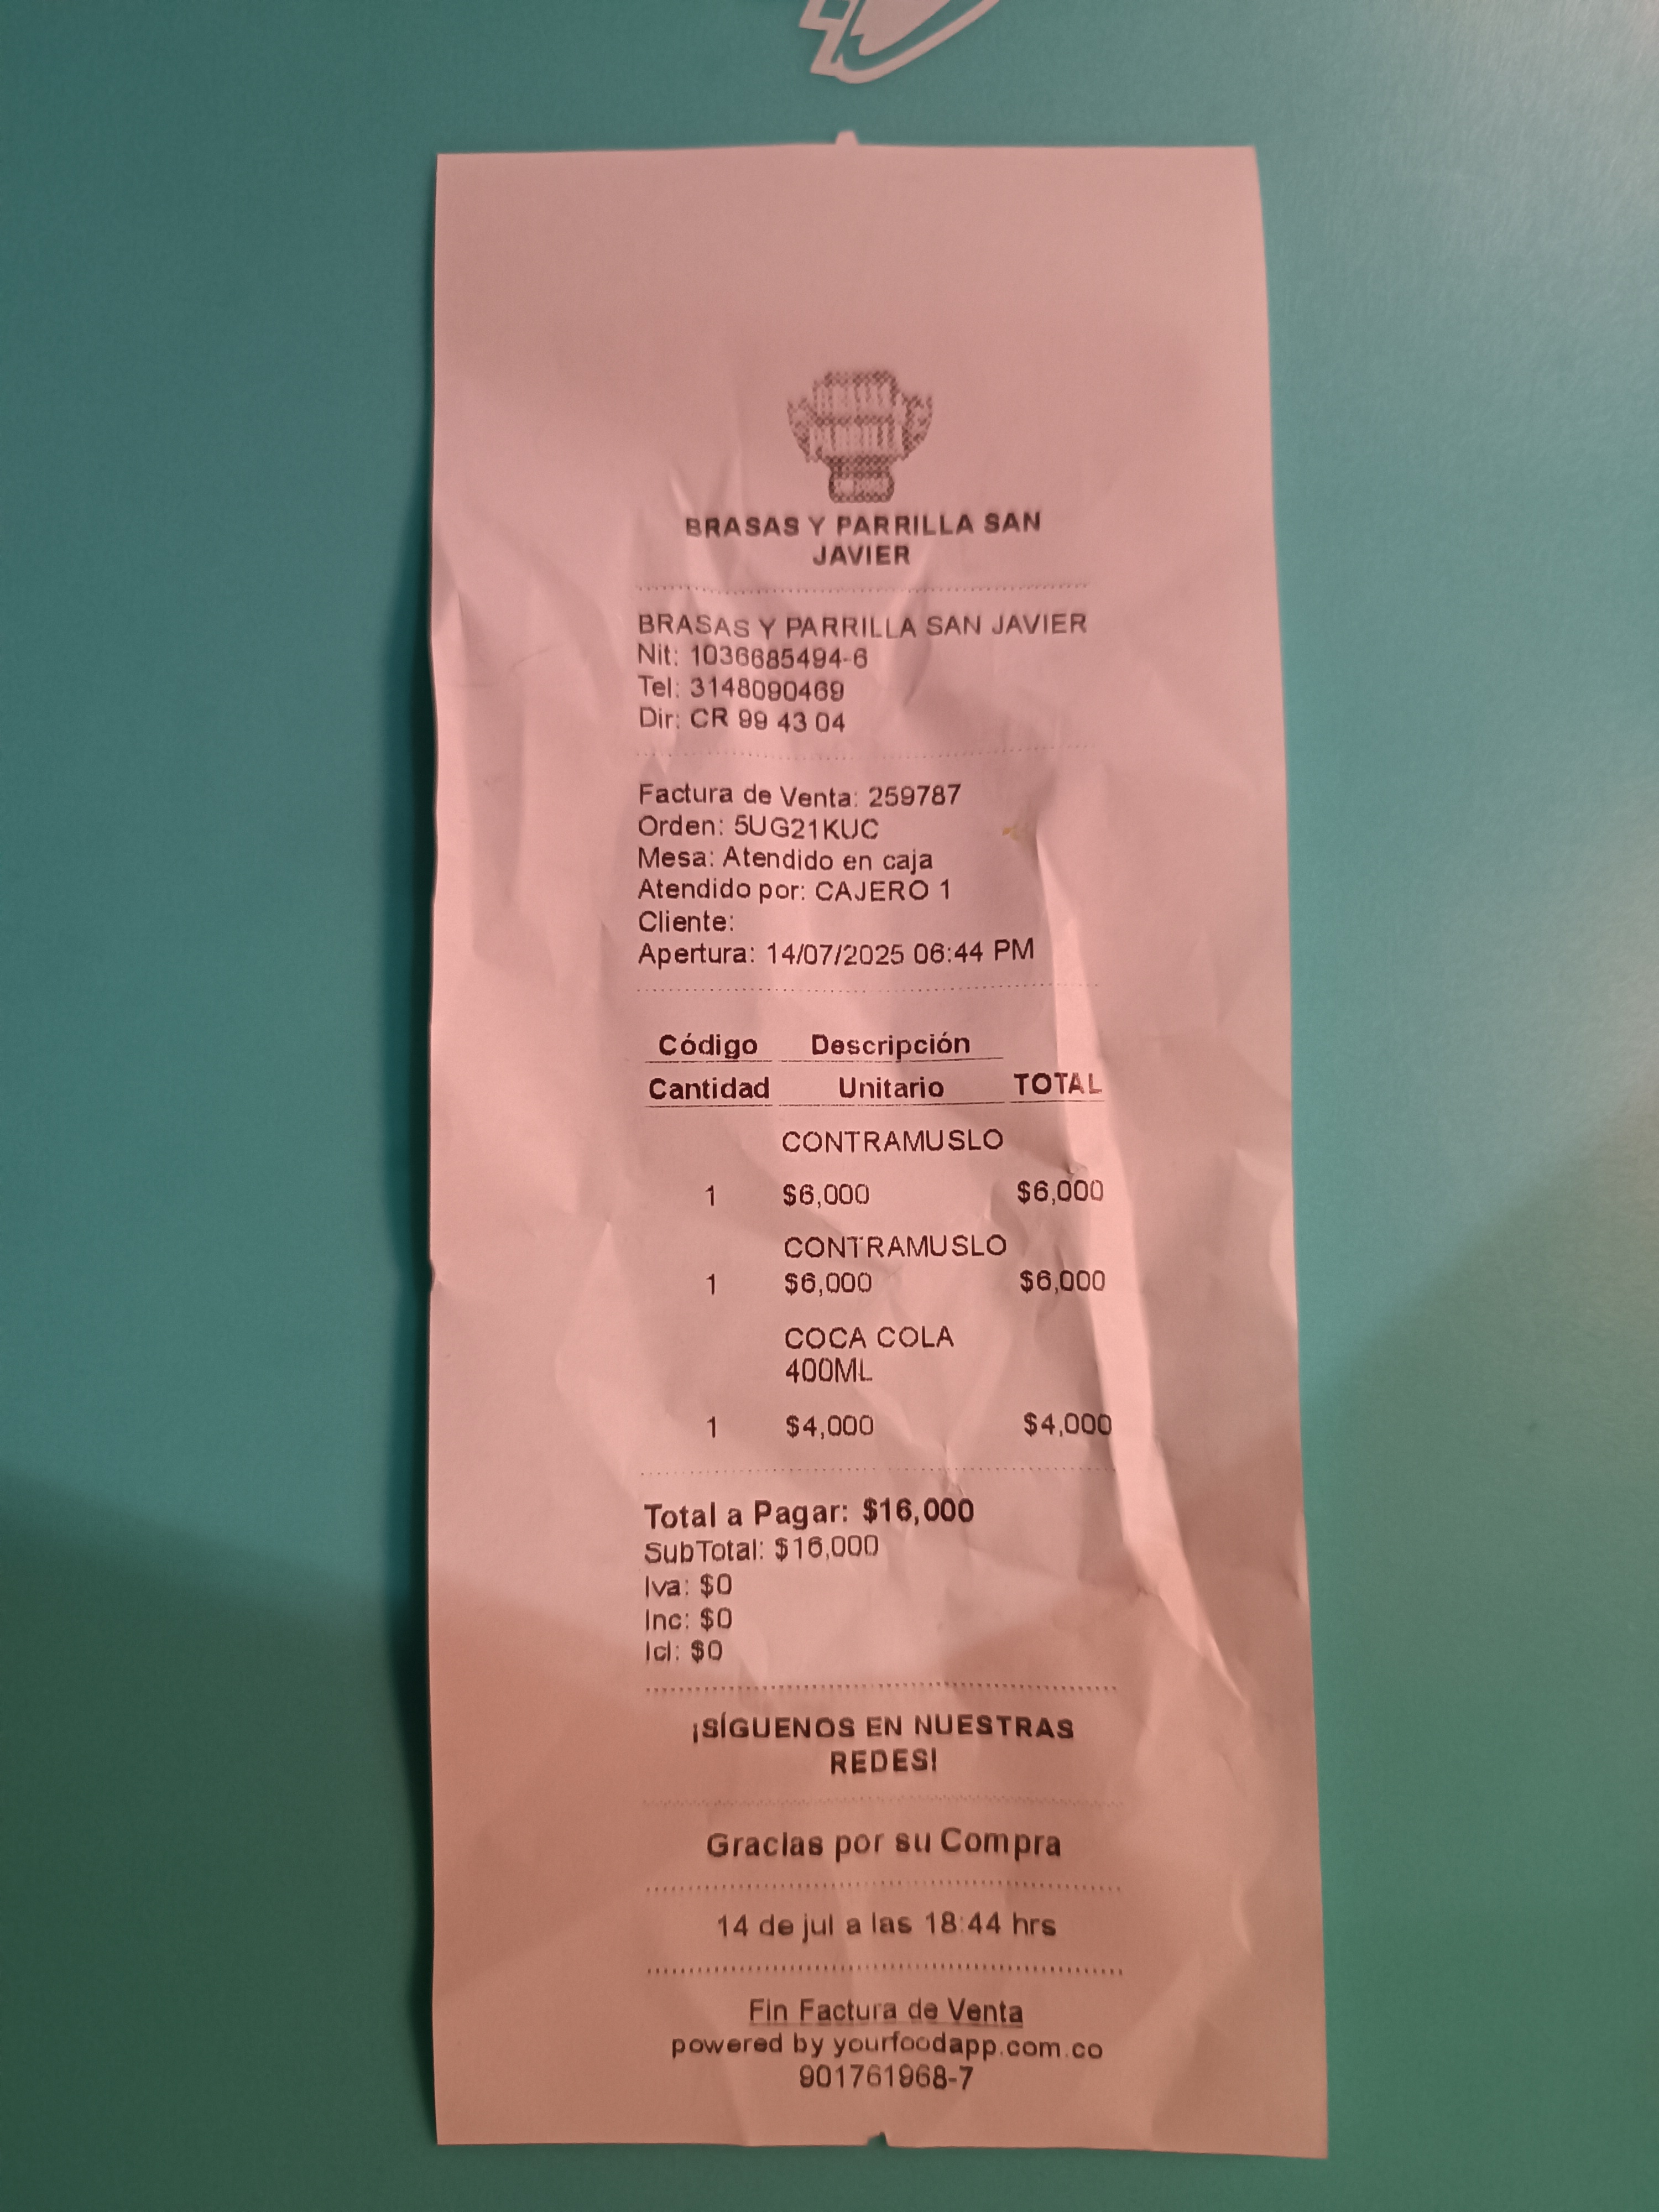 BRASAS Y PARRILLA SAN
JAVIER
BRASAS Y PARRILLA SAN JAVIER
Nit: 1036685494-6
Tel: 3148090469
Dir: CR 99 43 04
Factura de Venta: 259787
Orden: 5UG21KUC
Mesa: Atendido en caja
Atendido por: CAJERO 1
Cliente:
Apertura: 14/07/2025 06:44 PM
Código Descripción
Cantidad Unitario TOTAL
CONTRAMUSLO
1 $6,000 $6,000
CONTRAMUSLO
1 $6,000 $6,000
COCA COLA
400ML
1 $4,000 $4,000
Total a Pagar: $16,000
SubTotal: $16,000
Iva: $0
Inc: $0
Icl: $0
¡SÍGUENOS EN NUESTRAS
REDES!
Gracias por su Compra
14 de jul a las 18:44 hrs
Fin Factura de Venta
powered by yourfoodapp.com.co
901761968-7